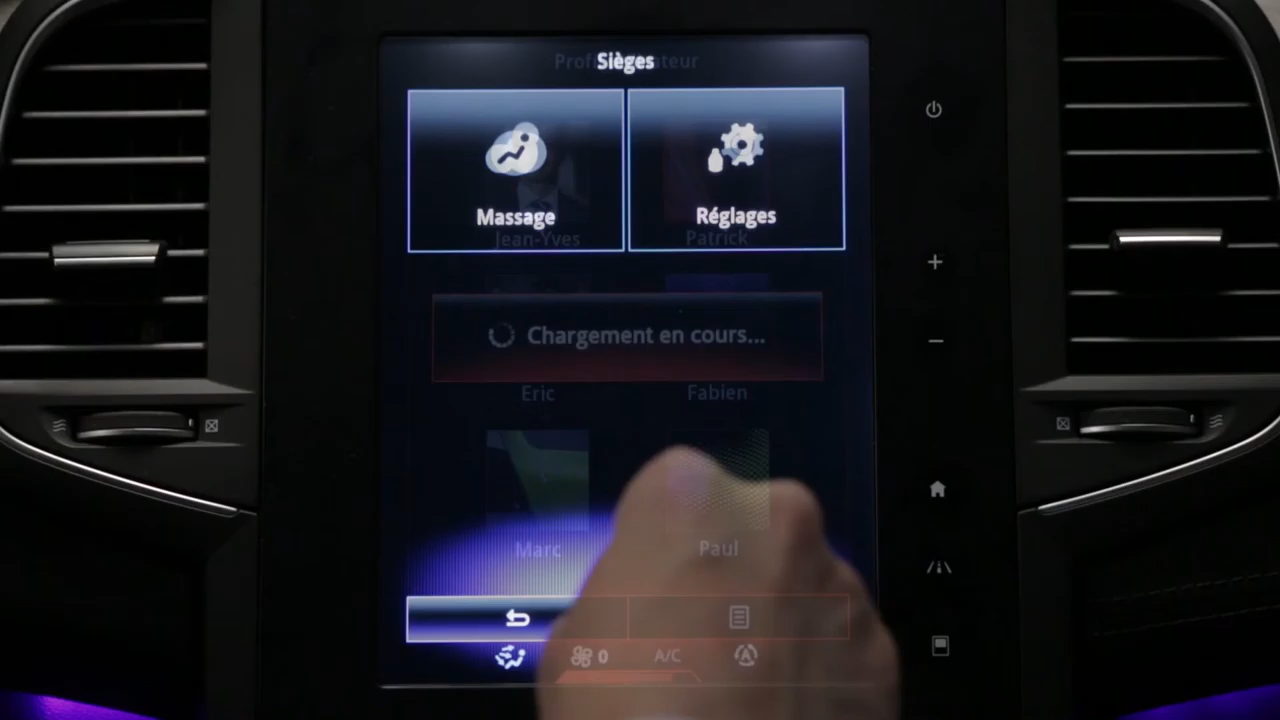 Sièges
Massage
Réglages
Jean-Yves
Patrick
Chargement en cours...
Eric
Fabien
Marc
Paul
0
A/C